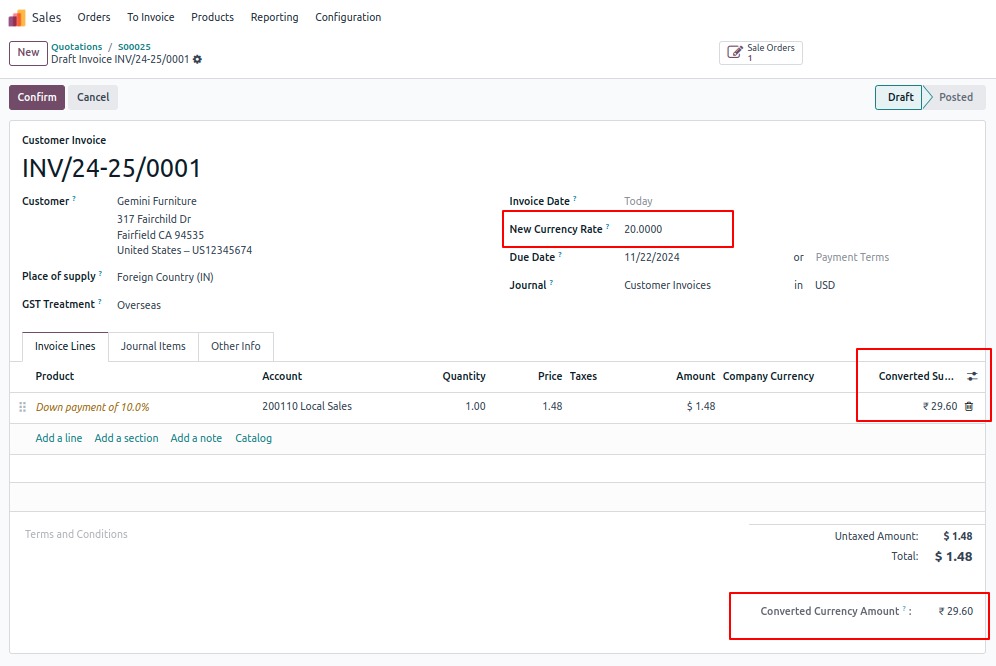 Sales Orders To Invoice Products Reporting Configuration
New Quotations / S00025
Draft Invoice INV/24-25/0001
Sale Orders
1
Confirm Cancel Draft Posted
Customer Invoice
INV/24-25/0001
Customer ? Gemini Furniture
317 Fairchild Dr
Fairfield CA 94535
United States – US12345674
Place of supply ? Foreign Country (IN)
GST Treatment ? Overseas
Invoice Date ? Today
New Currency Rate ? 20.0000
Due Date ? 11/22/2024 or Payment Terms
Journal ? Customer Invoices in USD
Invoice Lines Journal Items Other Info
Product Account Quantity Price Taxes Amount Company Currency Converted Su...
Down payment of 10.0% 200110 Local Sales 1.00 1.48 $ 1.48 ₹ 29.60
Add a line Add a section Add a note Catalog
Terms and Conditions
Untaxed Amount: $ 1.48
Total: $ 1.48
Converted Currency Amount ? : ₹ 29.60